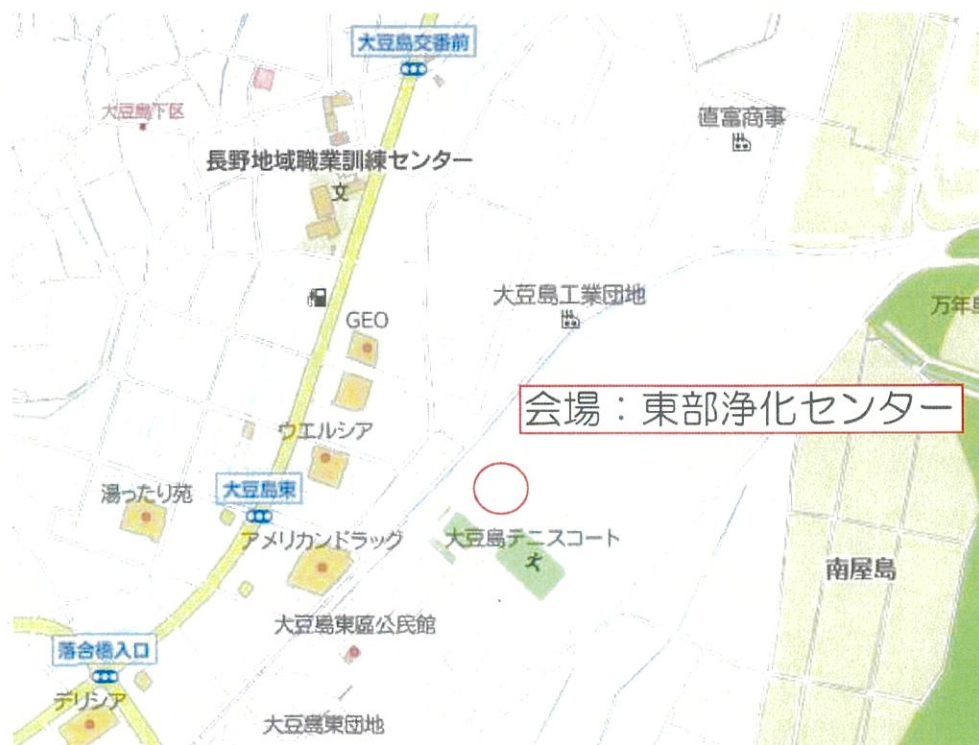 大豆島交番前
大豆島下区
直富商事
長野地域職業訓練センター
文
大豆島工業団地
万年島
GEO
会場：東部浄化センター
ウエルシア
湯ったり苑
大豆島東
アメリカンドラッグ
大豆島テニスコート
南屋島
大豆島東區公民館
落合橋入口
デリシア
大豆島東団地